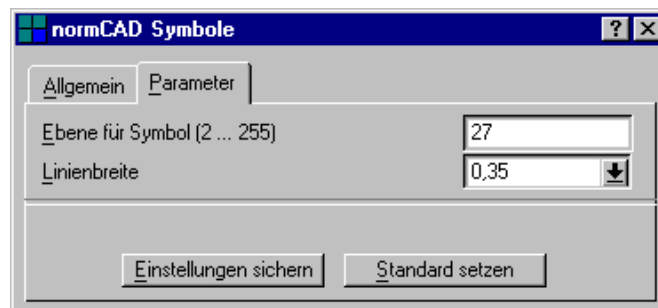 normCAD Symbole
Allgemein Parameter
Ebene für Symbol (2 ... 255) 27
Linienbreite 0,35
Einstellungen sichern Standard setzen